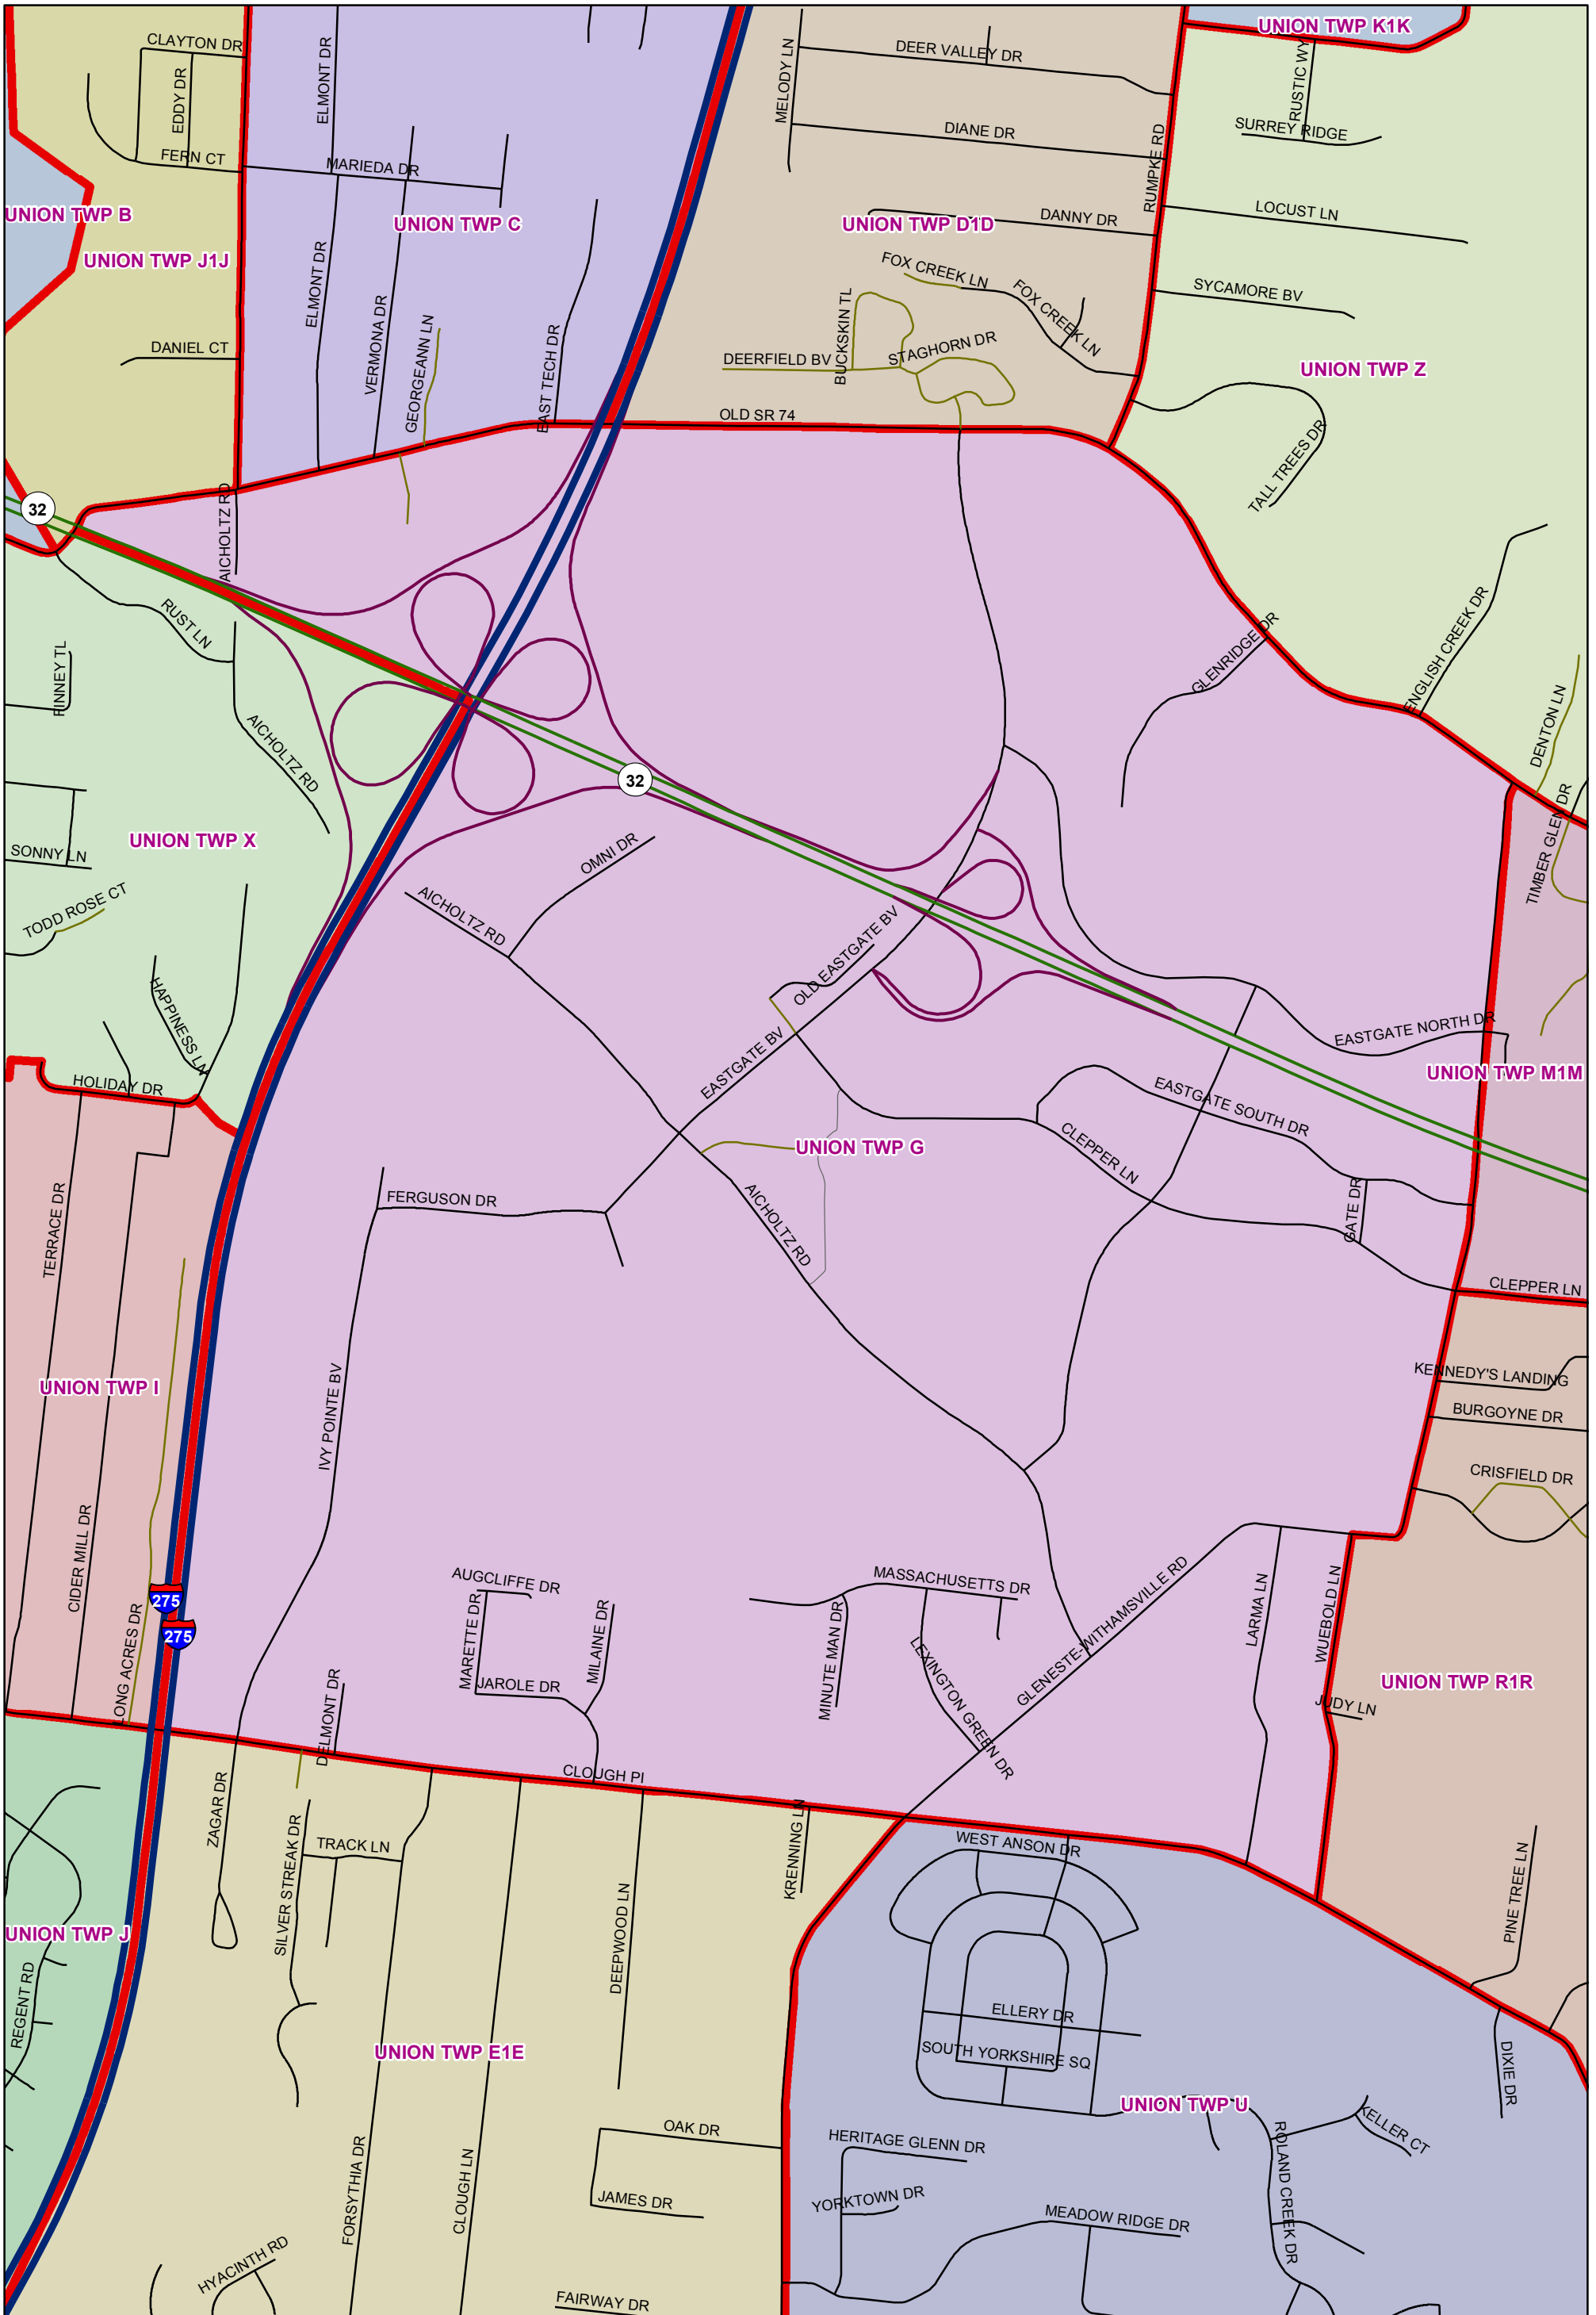 UNION TWP K1K
CLAYTON DR
EDDY DR
ELMONT DR
MELODY LN
DEER VALLEY DR
RUSTIC WY
SURREY RIDGE
DIANE DR
FERN CT
MARIEDA DR
RUMPKE RD
UNION TWP B
UNION TWP C
UNION TWP D1D
DANNY DR
LOCUST LN
UNION TWP J1J
ELMONT DR
VERMONA DR
GEORGEANN LN
EAST TECH DR
FOX CREEK LN
FOX CREEK LN
SYCAMORE BV
BUCKSKIN TL
STAGHORN DR
DANIEL CT
DEERFIELD BV
UNION TWP Z
OLD SR 74
TALL TREES DR
32
AICHOLTZ RD
RUST LN
FINNEY TL
GLENRIDGE DR
ENGLISH CREEK DR
DENTON LN
AICHOLTZ RD
32
TIMBER GLEN DR
UNION TWP X
SONNY LN
OMNI DR
TODD ROSE CT
AICHOLTZ RD
OLD EASTGATE BV
HAPPINESS LN
EASTGATE NORTH DR
EASTGATE BV
UNION TWP M1M
HOLIDAY DR
EASTGATE SOUTH DR
UNION TWP G
CLEPPER LN
TERRACE DR
FERGUSON DR
AICHOLTZ RD
GATE DR
CLEPPER LN
UNION TWP I
IVY POINTE BV
KENNEDY'S LANDING
BURGOYNE DR
CRISFIELD DR
CIDER MILL DR
LONG ACRES DR
275
275
AUGCLIFFE DR
MARETTE DR
MILAINE DR
JAROLE DR
MASSACHUSETTS DR
MINUTE MAN DR
LEXINGTON GREEN DR
GLENESTE-WITHAMSVILLE RD
LARMA LN
WUEBOLD LN
UNION TWP R1R
JUDY LN
DELMONT DR
CLOUGH PI
ZAGAR DR
SILVER STREAK DR
TRACK LN
KRENNING LN
WEST ANSON DR
DEEPWOOD LN
PINE TREE LN
UNION TWP J
REGENT RD
ELLERY DR
SOUTH YORKSHIRE SQ
UNION TWP E1E
DIXIE DR
UNION TWP U
OAK DR
HERITAGE GLENN DR
KELLER CT
ROLAND CREEK DR
FORSYTHIA DR
CLOUGH LN
JAMES DR
YORKTOWN DR
MEADOW RIDGE DR
HYACINTH RD
FAIRWAY DR